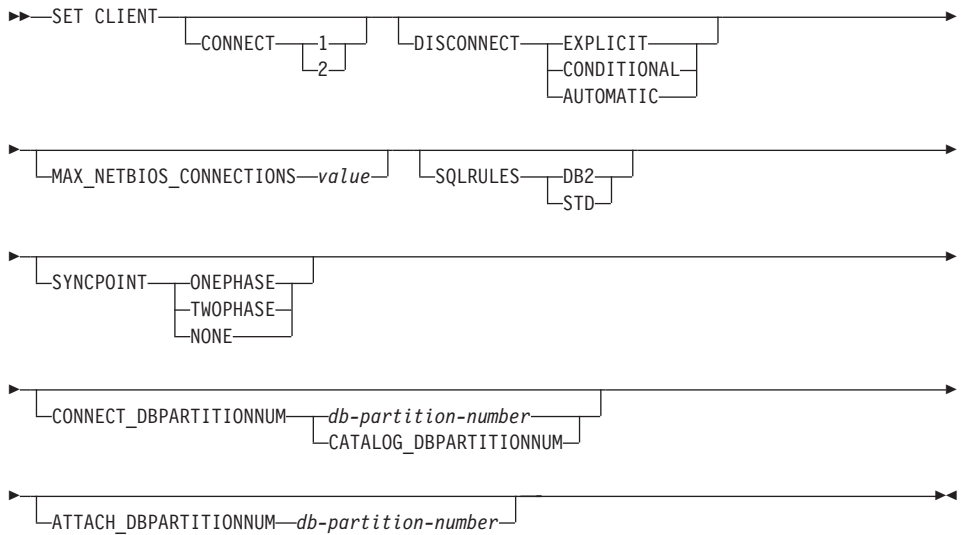 SET CLIENT
CONNECT 1 DISCONNECT EXPLICIT
2 CONDITIONAL
AUTOMATIC
MAX_NETBIOS_CONNECTIONS value SQLRULES DB2
STD
SYNCPOINT ONEPHASE
TWOPHASE
NONE
CONNECT_DBPARTITIONNUM db-partition-number
CATALOG_DBPARTITIONNUM
ATTACH_DBPARTITIONNUM db-partition-number